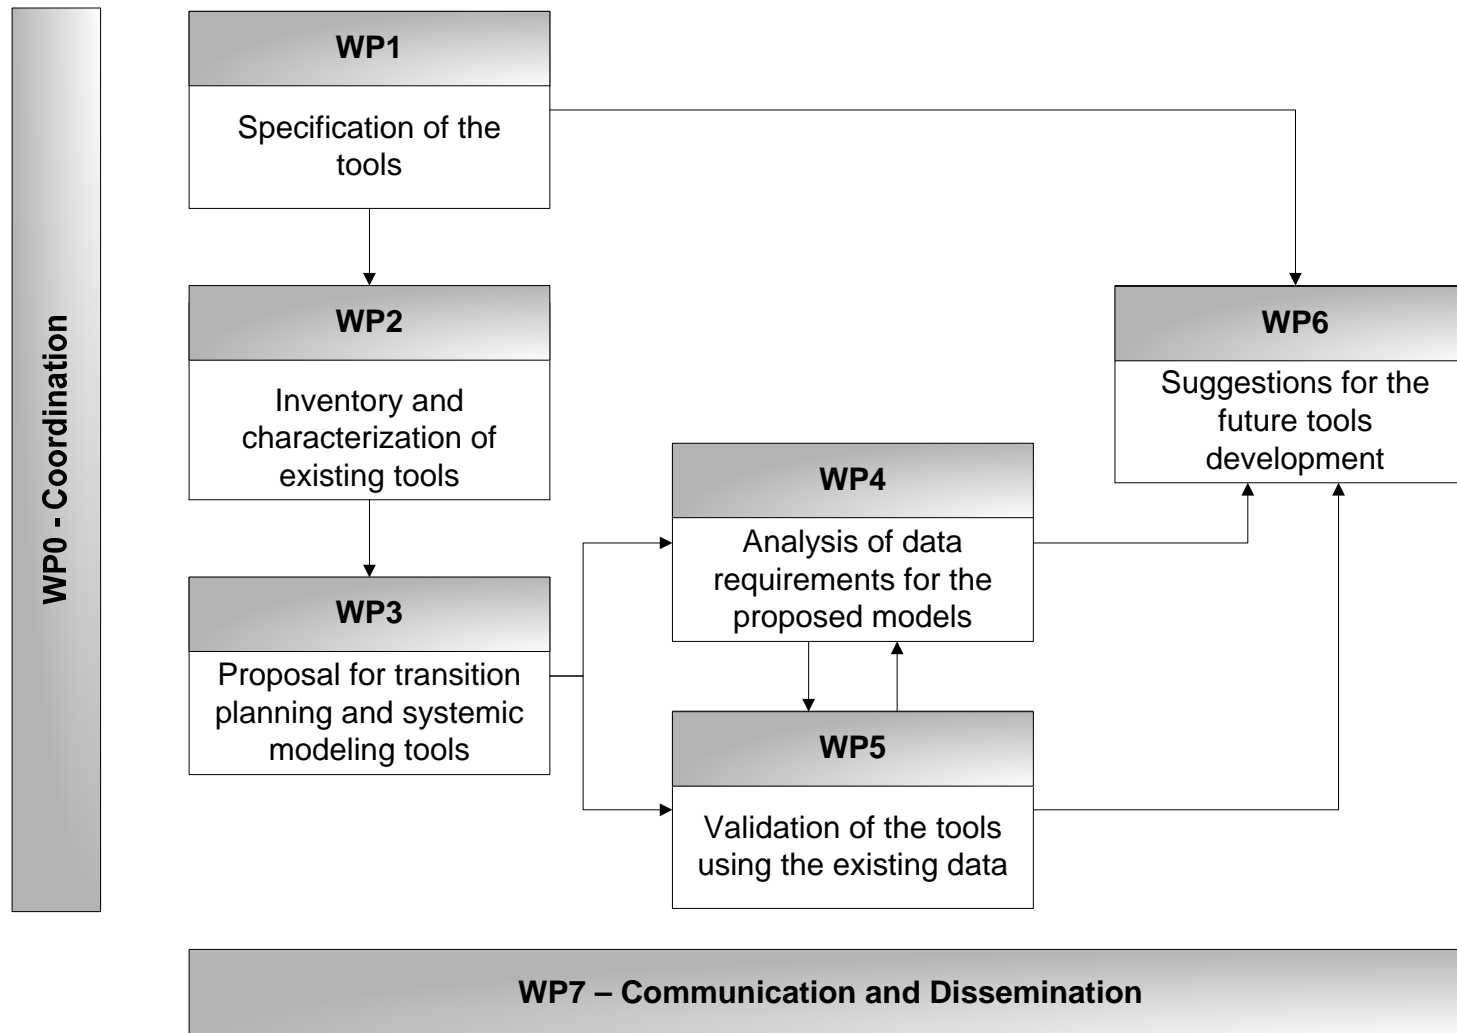 WP0 - Coordination
WP1
Specification of the
tools
WP2
Inventory and
characterization of
existing tools
WP3
Proposal for transition
planning and systemic
modeling tools
WP4
Analysis of data
requirements for the
proposed models
WP5
Validation of the tools
using the existing data
WP6
Suggestions for the
future tools
development
WP7 – Communication and Dissemination